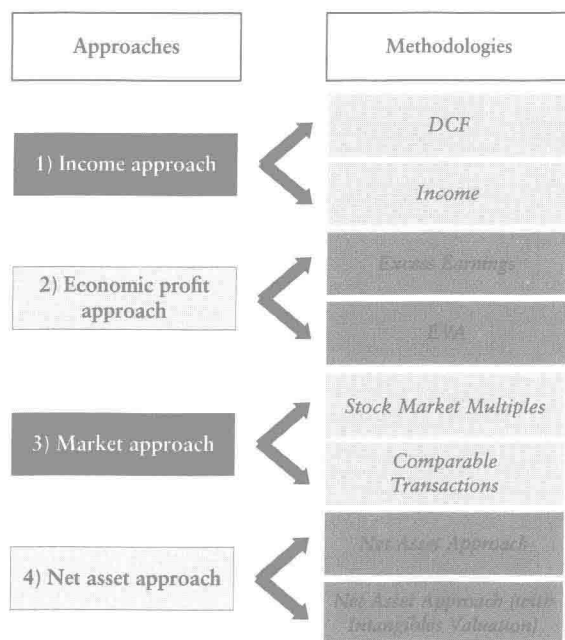 Approaches
Methodologies
1) Income approach
DCF
Income
2) Economic profit
approach
Excess Earnings
EVA
3) Market approach
Stock Market Multiples
Comparable
Transactions
4) Net asset approach
Net Asset Approach
Net Asset Approach (with
Intangibles Valuation)